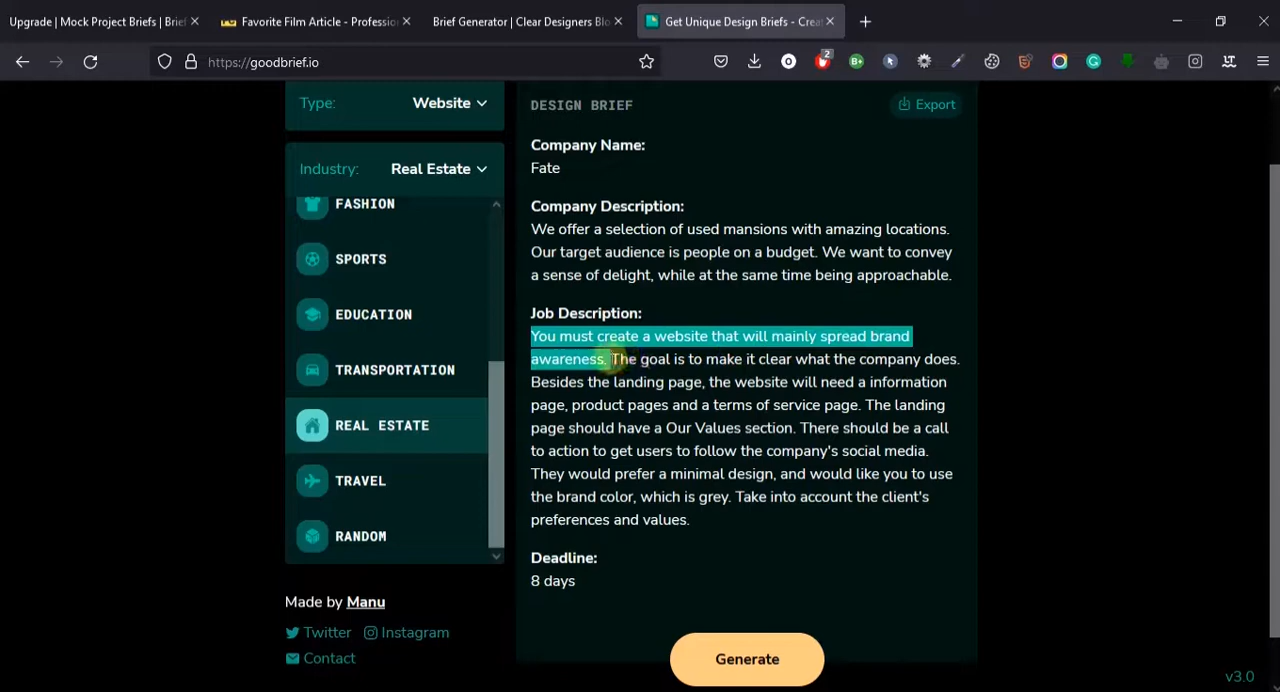 Upgrade | Mock Project Briefs | Brief
Favorite Film Article - Professio
Brief Generator | Clear Designers Blo
Get Unique Design Briefs - Crea
https://goodbrief.io
2
Type: Website
Industry: Real Estate
FASHION
SPORTS
EDUCATION
TRANSPORTATION
REAL ESTATE
TRAVEL
RANDOM
Made by Manu
Twitter Instagram
Contact
DESIGN BRIEF
Export
Company Name:
Fate
Company Description:
We offer a selection of used mansions with amazing locations.
Our target audience is people on a budget. We want to convey
a sense of delight, while at the same time being approachable.
Job Description:
You must create a website that will mainly spread brand
awareness. The goal is to make it clear what the company does.
Besides the landing page, the website will need a information
page, product pages and a terms of service page. The landing
page should have a Our Values section. There should be a call
to action to get users to follow the company's social media.
They would prefer a minimal design, and would like you to use
the brand color, which is grey. Take into account the client's
preferences and values.
Deadline:
8 days
Generate
v3.0